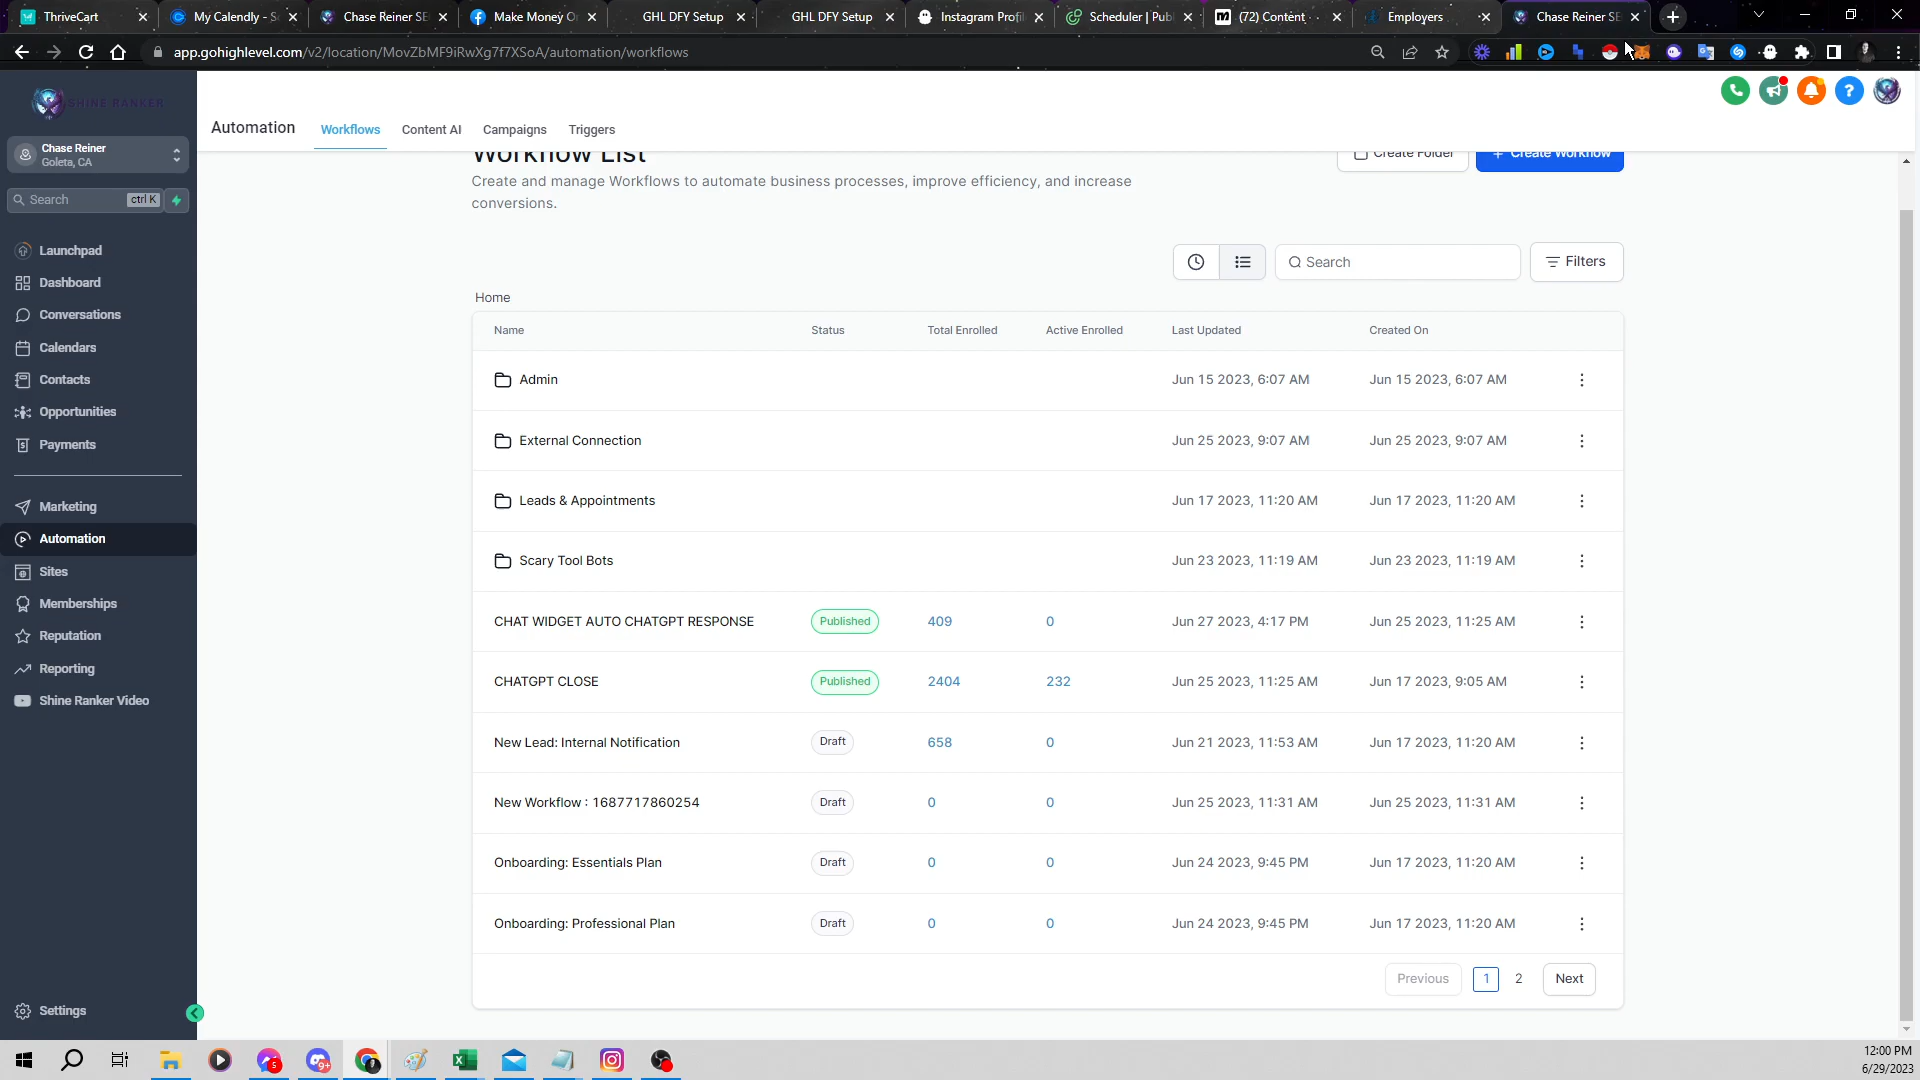 ThriveCart
My Calendly - S
Chase Reiner SE
Make Money O
GHL DFY Setup
GHL DFY Setup
Instagram Profil
Scheduler | Publ
(72) Content
Employers
Chase Reiner SE
app.gohighlevel.com/v2/location/MovZbMF9iRwXg7f7XSoA/automation/workflows
SHINE RANKER
Chase Reiner
Goleta, CA
Search
ctrl K
Launchpad
Dashboard
Conversations
Calendars
Contacts
Opportunities
Payments
Marketing
Automation
Sites
Memberships
Reputation
Reporting
Shine Ranker Video
Settings
Automation
Workflows
Content AI
Campaigns
Triggers
Workflow List
Create and manage Workflows to automate business processes, improve efficiency, and increase
conversions.
Create Folder
+ Create Workflow
Search
Filters
Home
Name Status Total Enrolled Active Enrolled Last Updated Created On
Admin Jun 15 2023, 6:07 AM Jun 15 2023, 6:07 AM
External Connection Jun 25 2023, 9:07 AM Jun 25 2023, 9:07 AM
Leads & Appointments Jun 17 2023, 11:20 AM Jun 17 2023, 11:20 AM
Scary Tool Bots Jun 23 2023, 11:19 AM Jun 23 2023, 11:19 AM
CHAT WIDGET AUTO CHATGPT RESPONSE Published 409 0 Jun 27 2023, 4:17 PM Jun 25 2023, 11:25 AM
CHATGPT CLOSE Published 2404 232 Jun 25 2023, 11:25 AM Jun 17 2023, 9:05 AM
New Lead: Internal Notification Draft 658 0 Jun 21 2023, 11:53 AM Jun 17 2023, 11:20 AM
New Workflow : 1687717860254 Draft 0 0 Jun 25 2023, 11:31 AM Jun 25 2023, 11:31 AM
Onboarding: Essentials Plan Draft 0 0 Jun 24 2023, 9:45 PM Jun 17 2023, 11:20 AM
Onboarding: Professional Plan Draft 0 0 Jun 24 2023, 9:45 PM Jun 17 2023, 11:20 AM
Previous 1 2 Next
5
9+
12:00 PM
6/29/2023